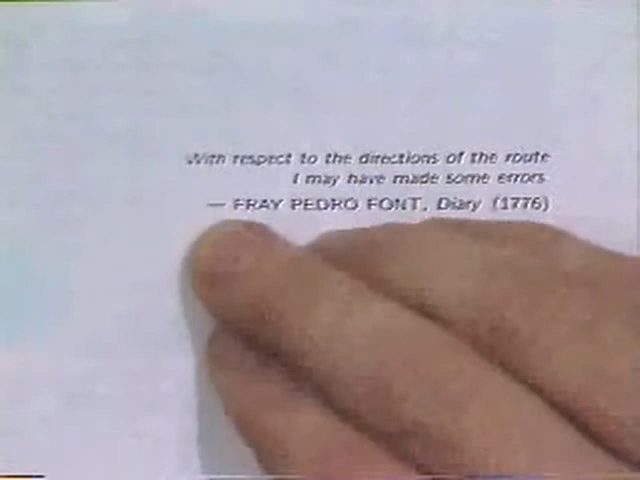 With respect to the directions of the route
I may have made some errors.
— FRAY PEDRO FONT, Diary (1776)